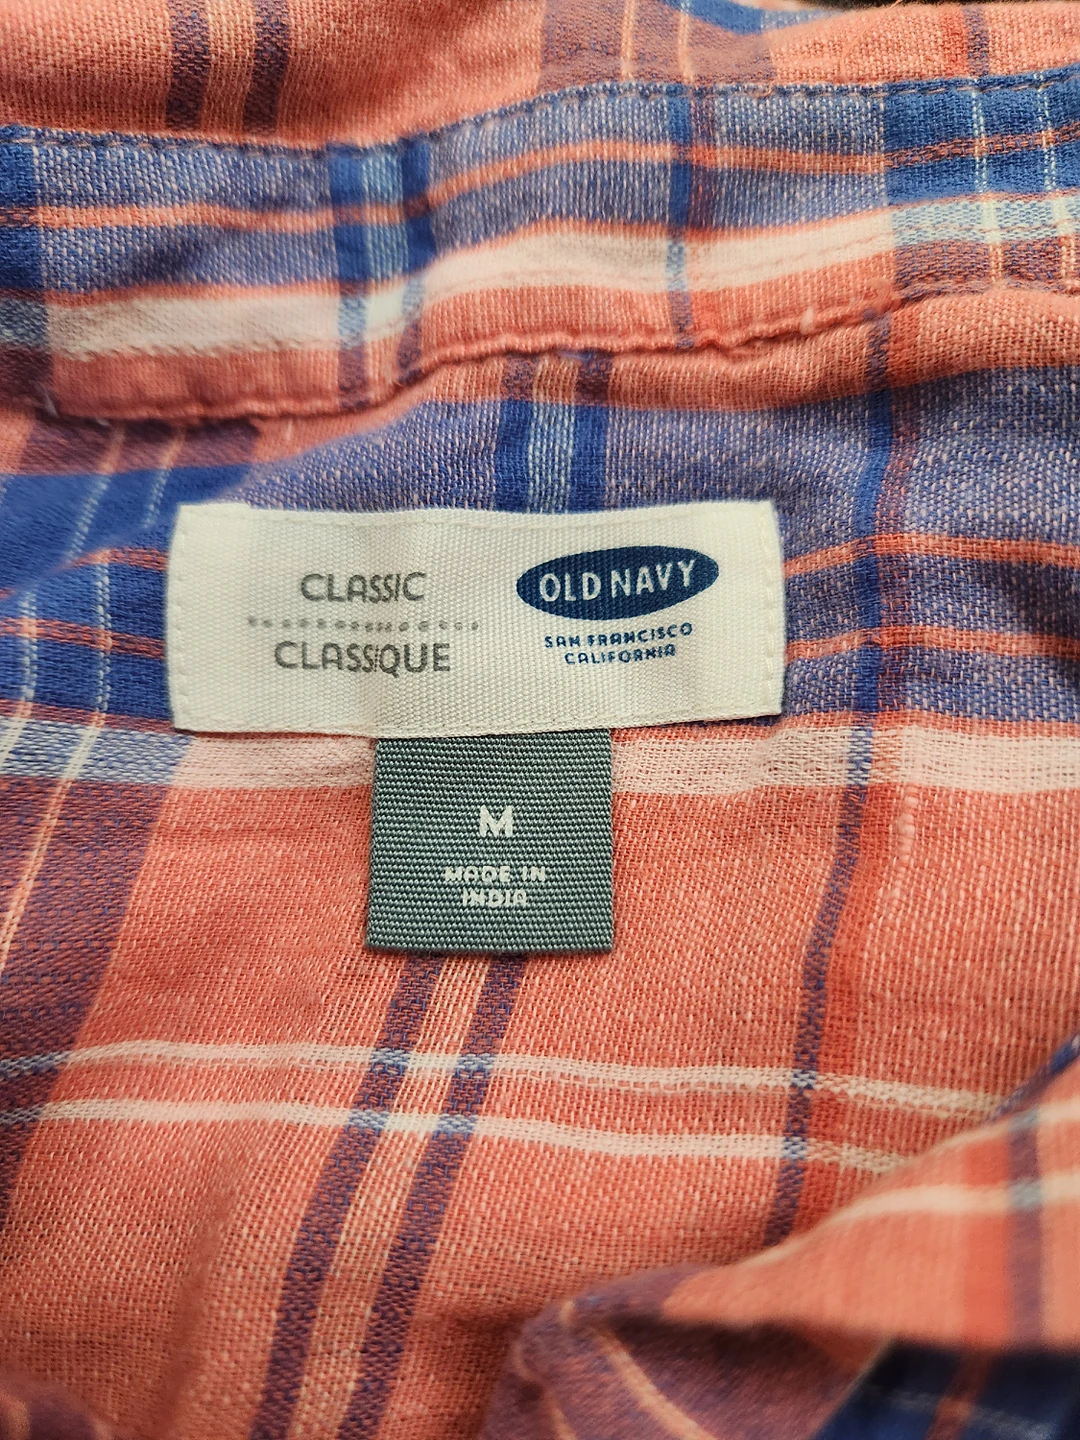 CLASSIC
CLASSIQUE
OLD NAVY
SAN FRANCISCO
CALIFORNIA
M
MADE IN
INDIA